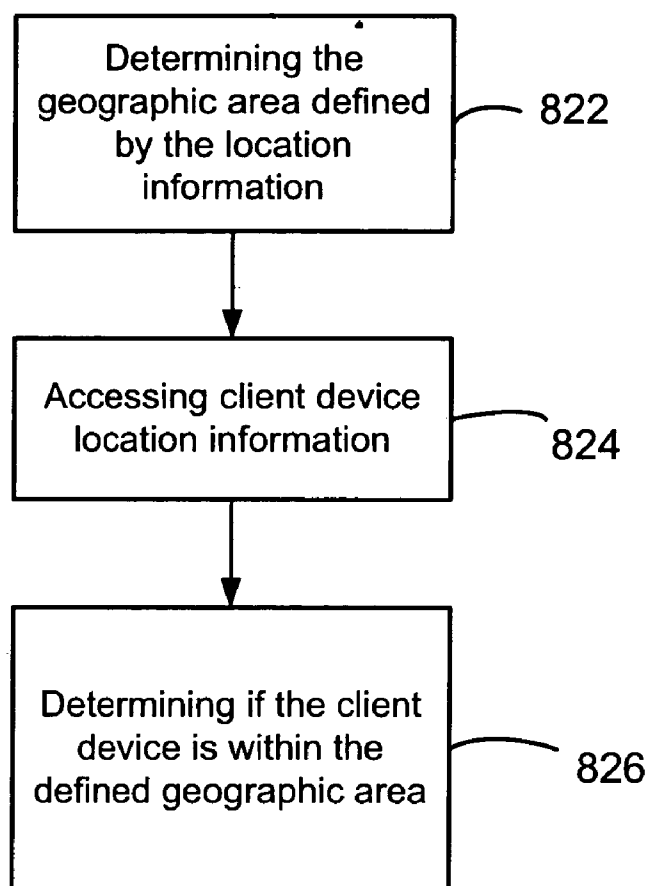 Determining the
geographic area defined
by the location
information
822
Accessing client device
location information
824
Determining if the client
device is within the
defined geographic area
826